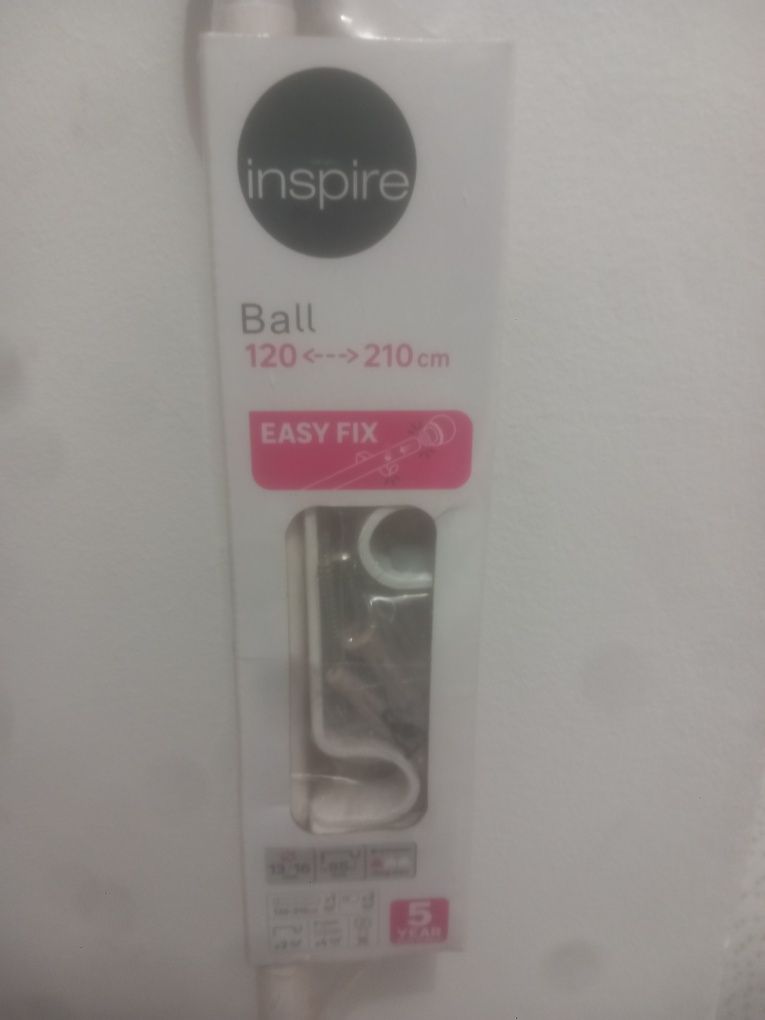 inspire
Ball
120 <---> 210 cm
EASY FIX
5
YEAR